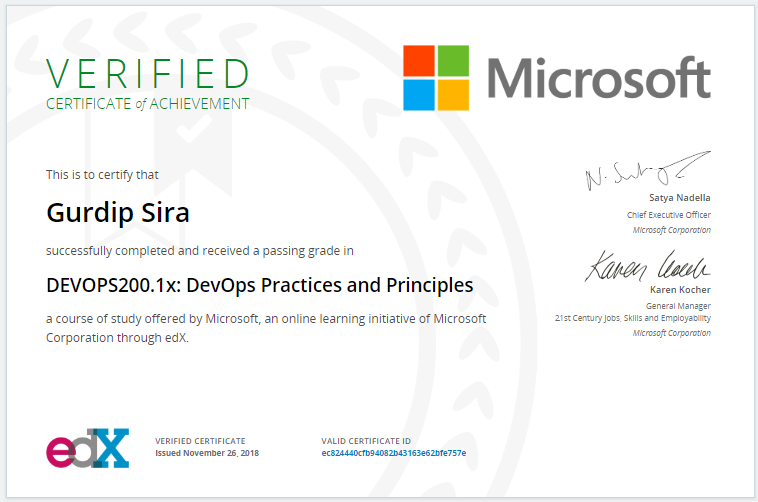 VERIFIED
CERTIFICATE of ACHIEVEMENT
Microsoft
This is to certify that
Gurdip Sira
successfully completed and received a passing grade in
DEVOPS200.1x: DevOps Practices and Principles
a course of study offered by Microsoft, an online learning initiative of Microsoft
Corporation through edX.
Satya Nadella
Chief Executive Officer
Microsoft Corporation
Karen Kocher
General Manager
21st Century Jobs, Skills and Employability
Microsoft Corporation
edX
VERIFIED CERTIFICATE
Issued November 26, 2018
VALID CERTIFICATE ID
ec824440cfb94082b43163e62bfe757e